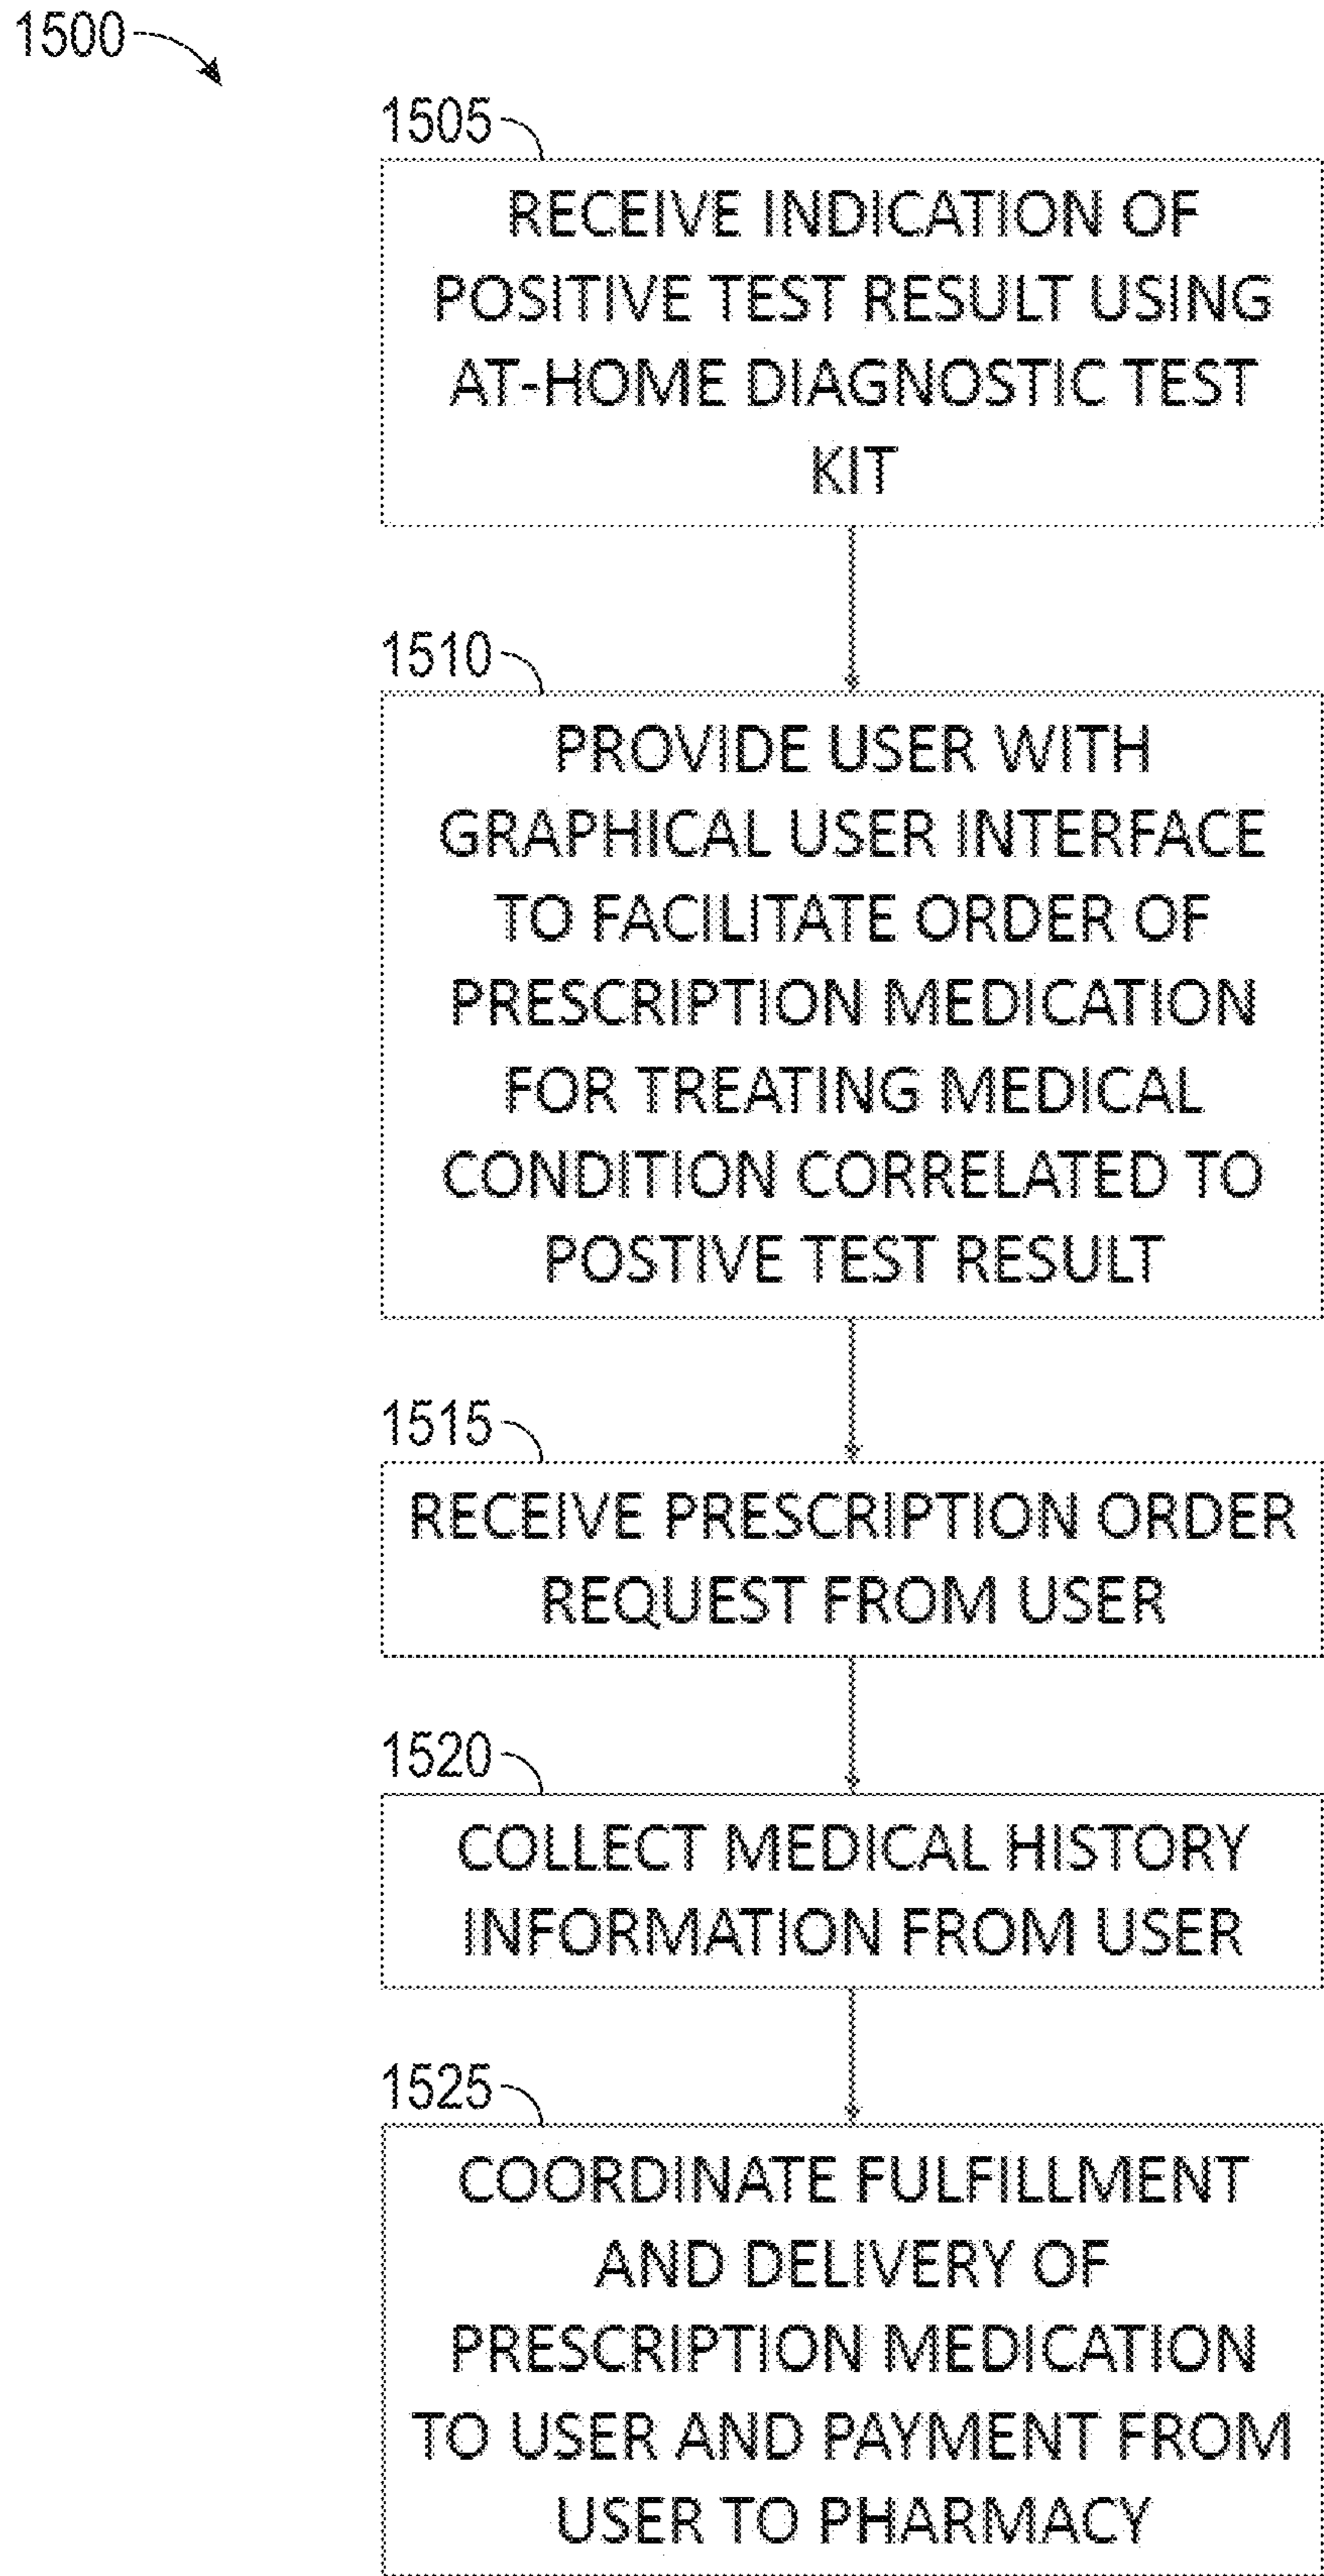 1500
1505
RECEIVE INDICATION OF
POSITIVE TEST RESULT USING
AT-HOME DIAGNOSTIC TEST
KIT
1510
PROVIDE USER WITH
GRAPHICAL USER INTERFACE
TO FACILITATE ORDER OF
PRESCRIPTION MEDICATION
FOR TREATING MEDICAL
CONDITION CORRELATED TO
POSTIVE TEST RESULT
1515
RECEIVE PRESCRIPTION ORDER
REQUEST FROM USER
1520
COLLECT MEDICAL HISTORY
INFORMATION FROM USER
1525
COORDINATE FULFILLMENT
AND DELIVERY OF
PRESCRIPTION MEDICATION
TO USER AND PAYMENT FROM
USER TO PHARMACY